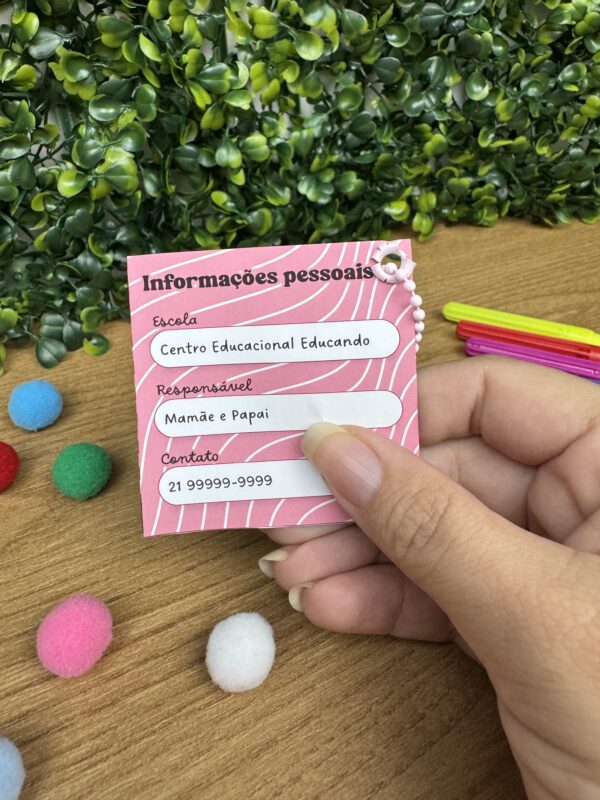 Informações pessoais
Escola
Centro Educacional Educando
Responsável
Mamãe e Papai
Contato
21 99999-9999